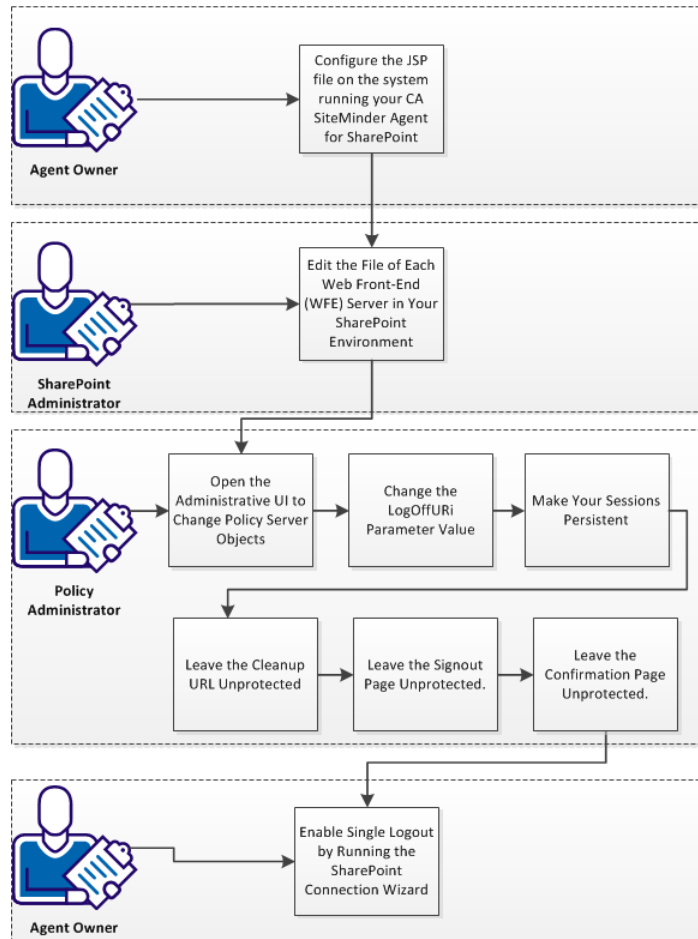 Configure the JSP
file on the system
running your CA
SiteMinder Agent
for SharePoint
Agent Owner
Edit the File of Each
Web Front-End
(WFE) Server in Your
SharePoint
Environment
SharePoint
Administrator
Open the
Administrative UI to
Change Policy Server
Objects
Change the
LogOffURi
Parameter Value
Make Your Sessions
Persistent
Policy
Administrator
Leave the Cleanup
URL Unprotected
Leave the Signout
Page Unprotected.
Leave the
Confirmation Page
Unprotected.
Enable Single Logout
by Running the
SharePoint
Connection Wizard
Agent Owner